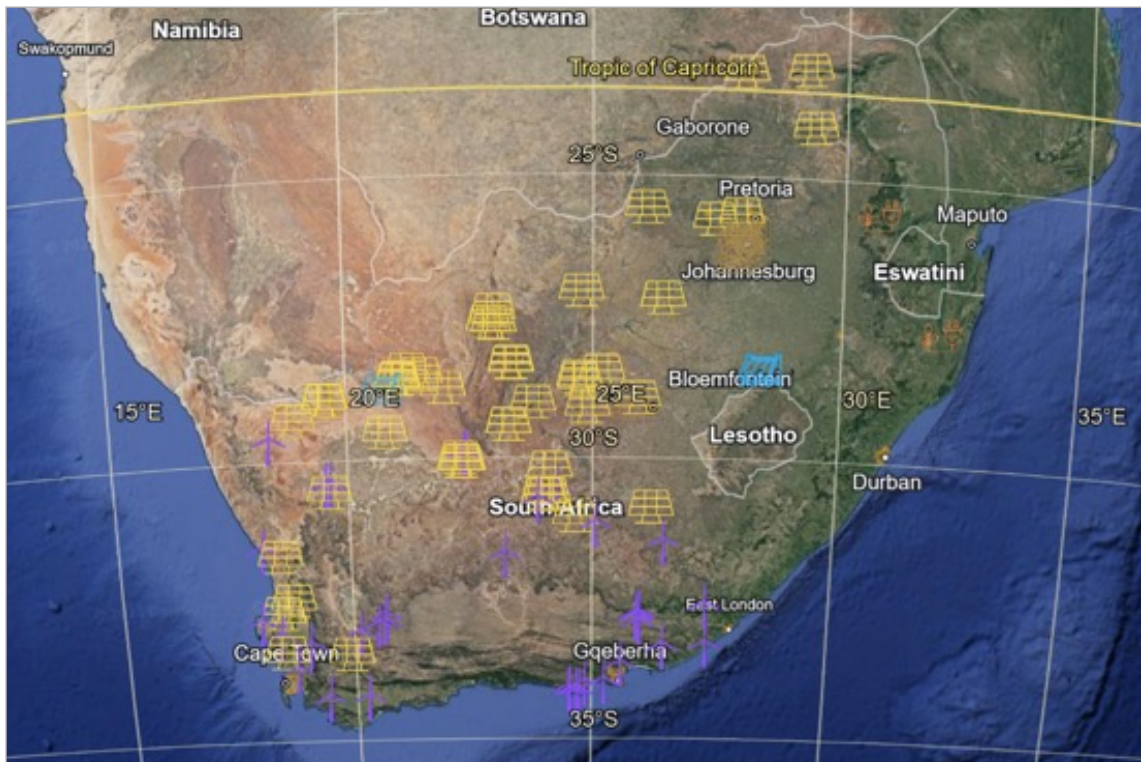 Namibia
Botswana
Swakopmund
Tropic of Capricorn
Gaborone
25°S
Pretoria
Maputo
Johannesburg
Eswatini
Bloemfontein
20°E
25°E
30°E
15°E
35°E
30°S
Lesotho
Durban
South Africa
East London
Cape Town
Gqeberha
35°S